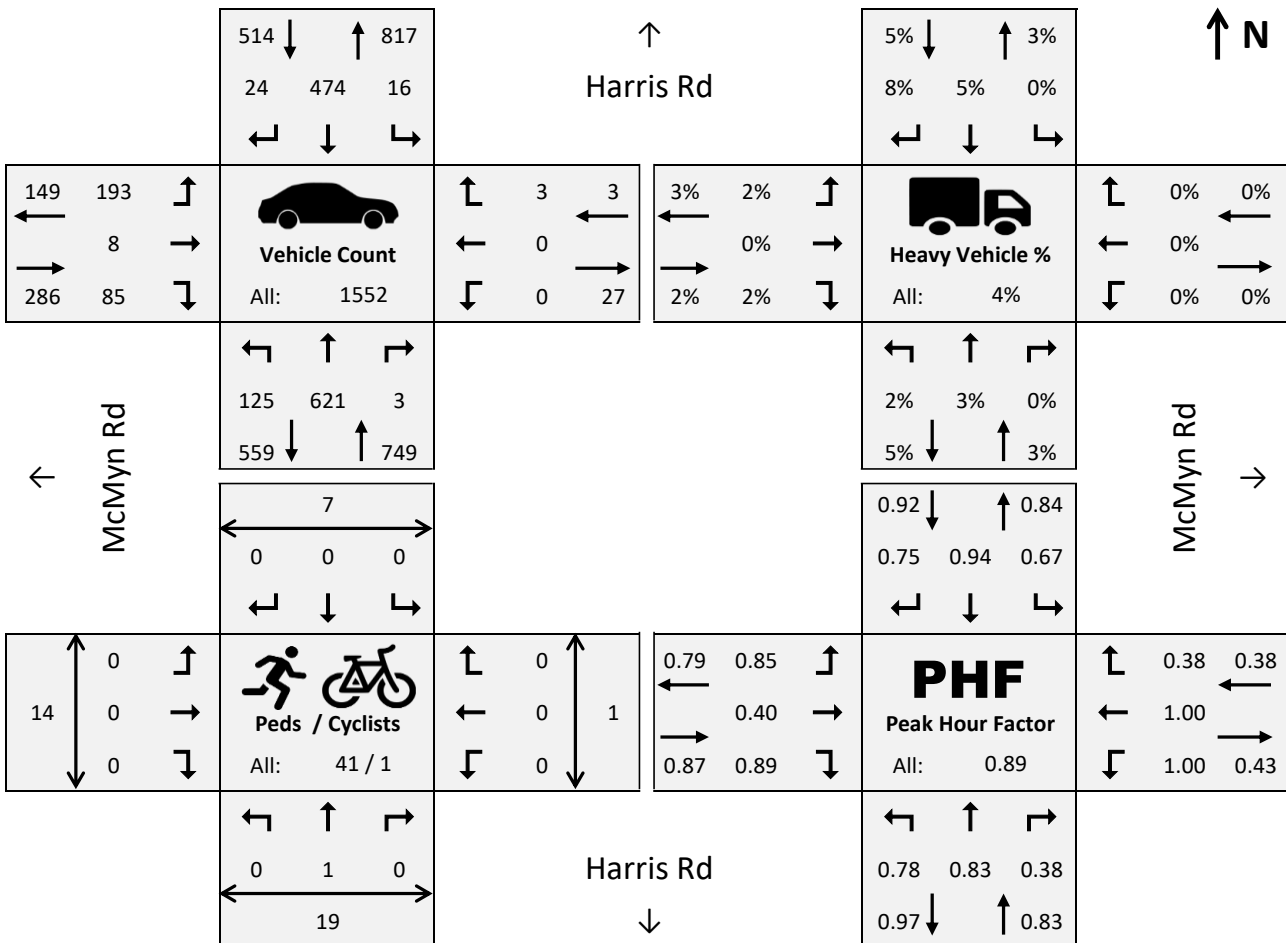 514 817 5% 3% N
Harris Rd
24 474 16 8% 5% 0%
149 193 3 3 3% 2% 0% 0%
8 Vehicle Count 0 0% Heavy Vehicle % 0%
286 85 All: 1552 0 27 2% 2% All: 4% 0% 0%
125 621 3 2% 3% 0%
559 749 5% 3%
McMyn Rd McMyn Rd
7 0.92 0.84
0 0 0 0.75 0.94 0.67
0 0 0.79 0.85 PHF 0.38 0.38
14 0 Peds / Cyclists 0 1 0.40 Peak Hour Factor 1.00
0 All: 41 / 1 0 0.87 0.89 All: 0.89 1.00 0.43
0 1 0 Harris Rd 0.78 0.83 0.38
19 0.97 0.83